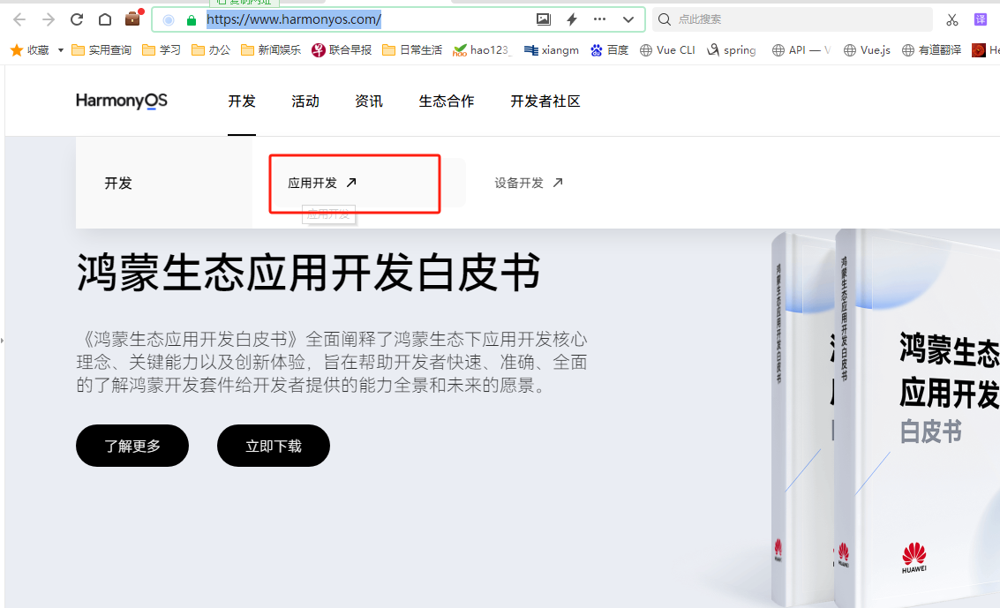 复制网址
https://www.harmonyos.com/
点此搜索
译
收藏 实用查询 学习 办公 新闻娱乐 联合早报 日常生活 hao123_ xiangm 百度 Vue CLI spring API — V Vue.js 有道翻译 He
HarmonyOS 开发 活动 资讯 生态合作 开发者社区
开发 应用开发 设备开发
应用开发
鸿蒙生态应用开发白皮书
《鸿蒙生态应用开发白皮书》全面阐释了鸿蒙生态下应用开发核心
理念、关键能力以及创新体验，旨在帮助开发者快速、准确、全面
的了解鸿蒙开发套件给开发者提供的能力全景和未来的愿景。
了解更多 立即下载
鸿蒙生态应用开发白皮书
鸿蒙生态应用开发白皮书
鸿蒙生态
应用开发
白皮书
HUAWEI